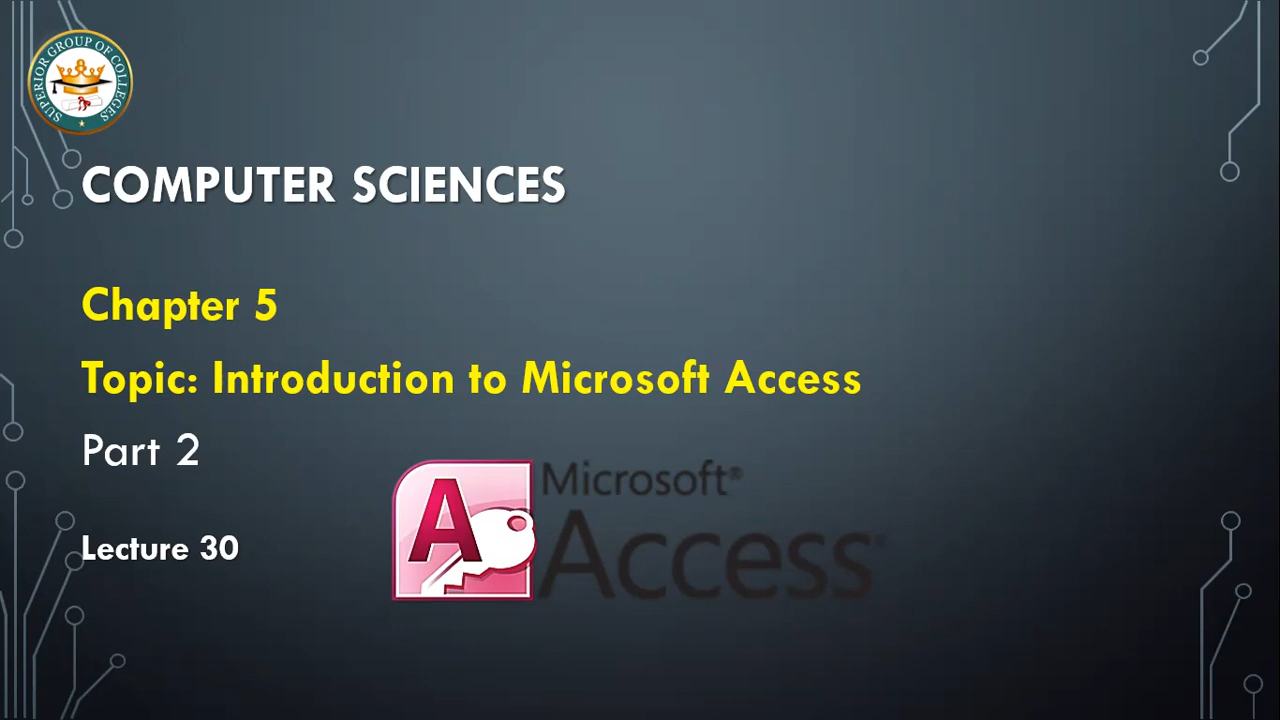 SUPERIOR GROUP OF COLLEGES
COMPUTER SCIENCES
Chapter 5
Topic: Introduction to Microsoft Access
Part 2
Lecture 30
A
Microsoft®
Access